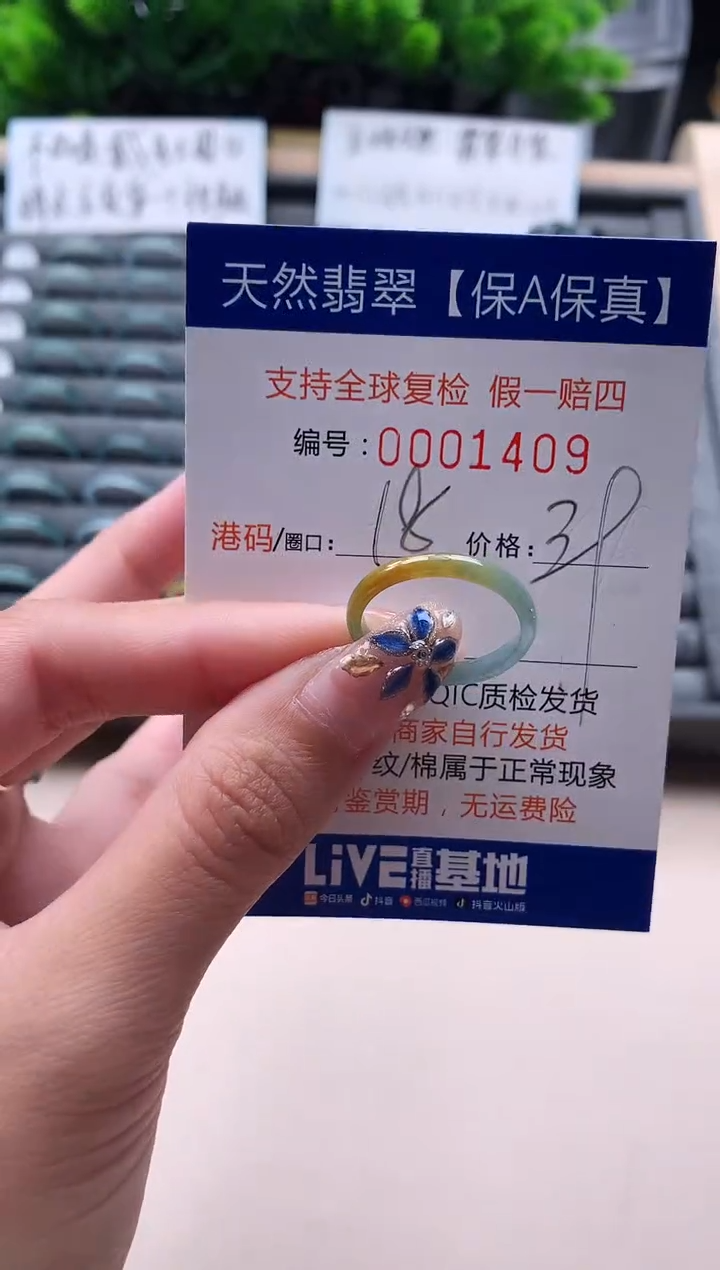 天然翡翠【保A保真】
支持全球复检 假一赔四
编号：0001409
港码/圈口： 18 价格： 39
QIC质检发货
商家自行发货
纹/棉属于正常现象
鉴赏期，无运费险
LiVE直播基地
今日头条 抖音 西瓜视频 抖音火山版